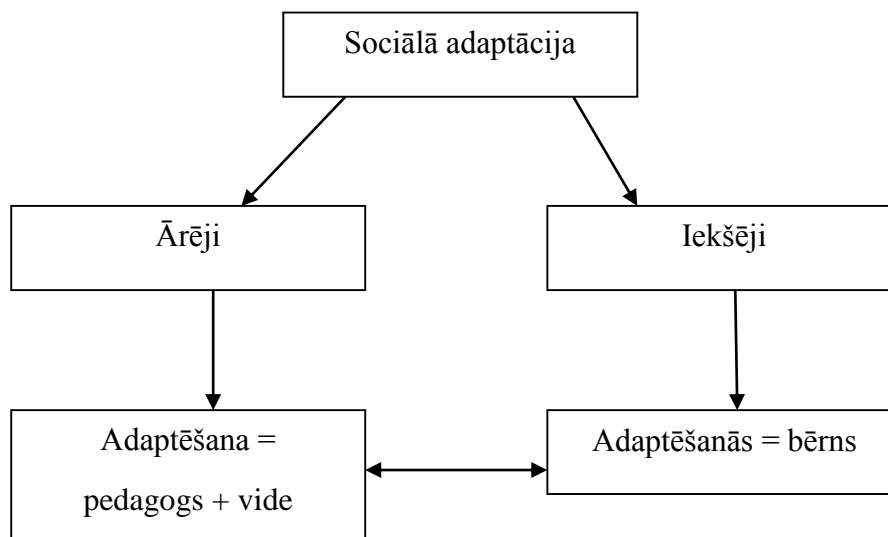 Sociālā adaptācija
Ārēji
Iekšēji
Adaptēšana =
pedagogs + vide
Adaptēšanās = bērns